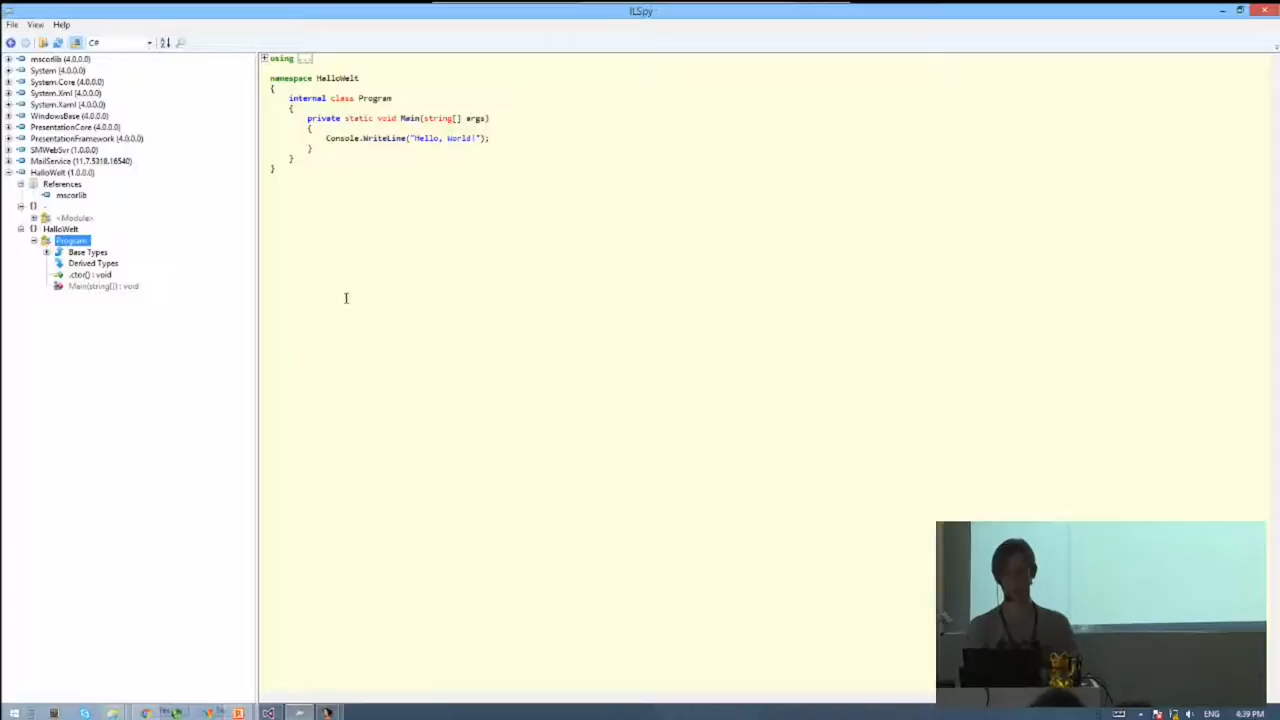 ILSpy
File View Help
C#
mscorlib (4.0.0.0)
System (4.0.0.0)
System.Core (4.0.0.0)
System.Xml (4.0.0.0)
System.Xaml (4.0.0.0)
WindowsBase (4.0.0.0)
PresentationCore (4.0.0.0)
PresentationFramework (4.0.0.0)
SMWebSvr (1.0.0.0)
MailService (11.7.5318.16540)
HalloWelt (1.0.0.0)
References
mscorlib
{} -
<Module>
{} HalloWelt
Program
Base Types
Derived Types
.ctor() : void
Main(string[]) : void
using ...
namespace HalloWelt
{
internal class Program
{
private static void Main(string[] args)
{
Console.WriteLine("Hello, World!");
}
}
}
ENG 4:39 PM